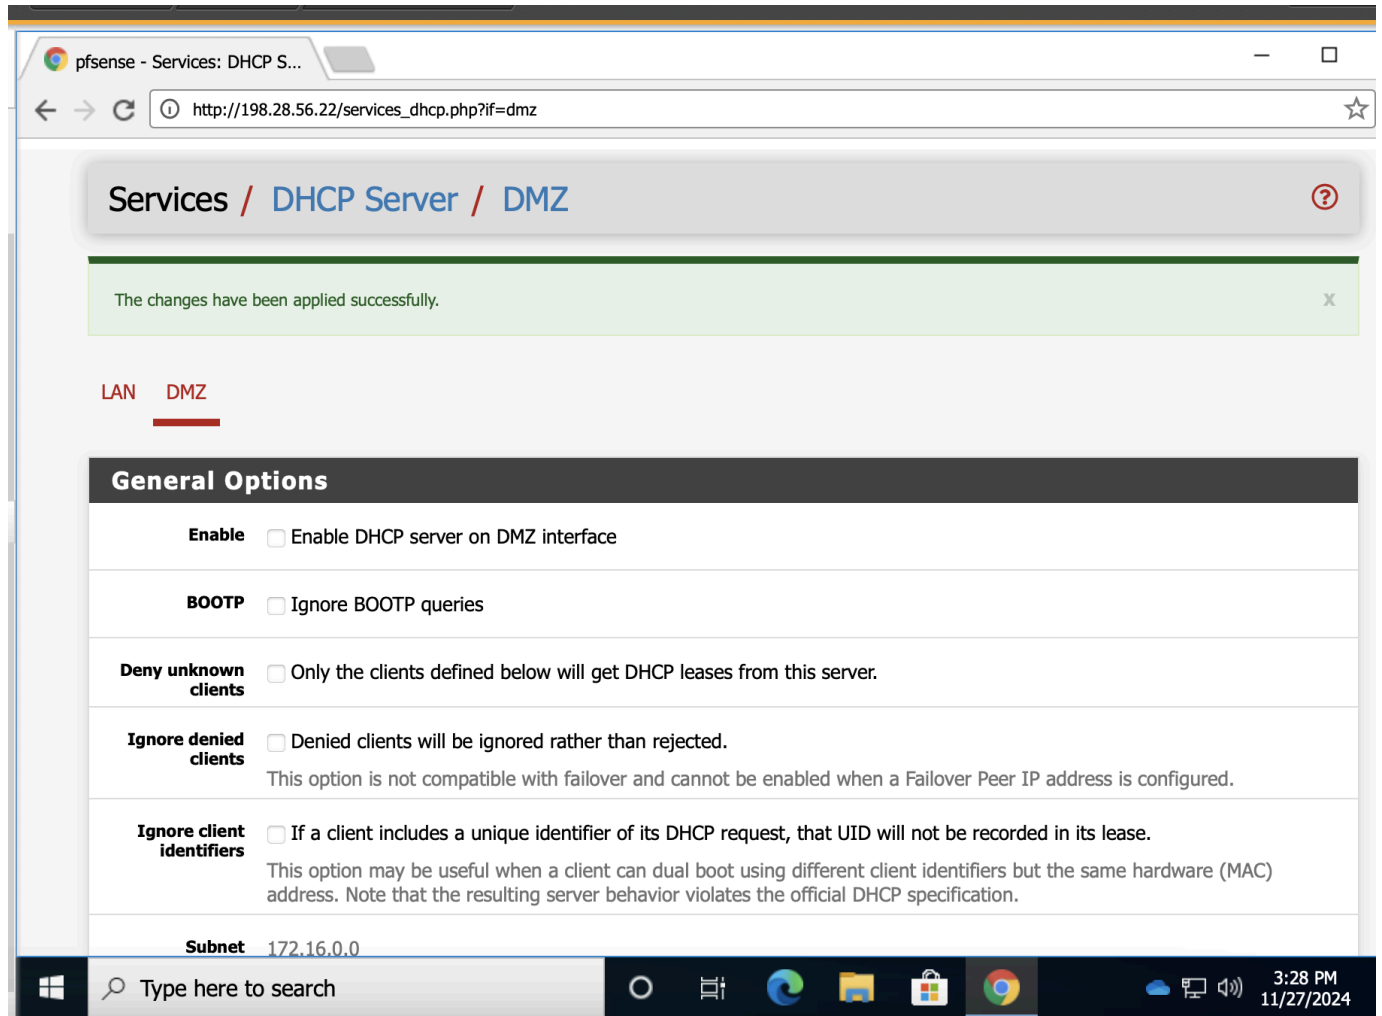 pfsense - Services: DHCP S...
http://198.28.56.22/services_dhcp.php?if=dmz
Services / DHCP Server / DMZ
The changes have been applied successfully.
x
LAN DMZ
General Options
Enable Enable DHCP server on DMZ interface
BOOTP Ignore BOOTP queries
Deny unknown clients Only the clients defined below will get DHCP leases from this server.
Ignore denied clients Denied clients will be ignored rather than rejected.
This option is not compatible with failover and cannot be enabled when a Failover Peer IP address is configured.
Ignore client identifiers If a client includes a unique identifier of its DHCP request, that UID will not be recorded in its lease.
This option may be useful when a client can dual boot using different client identifiers but the same hardware (MAC)
address. Note that the resulting server behavior violates the official DHCP specification.
Subnet 172.16.0.0
Type here to search
3:28 PM
11/27/2024